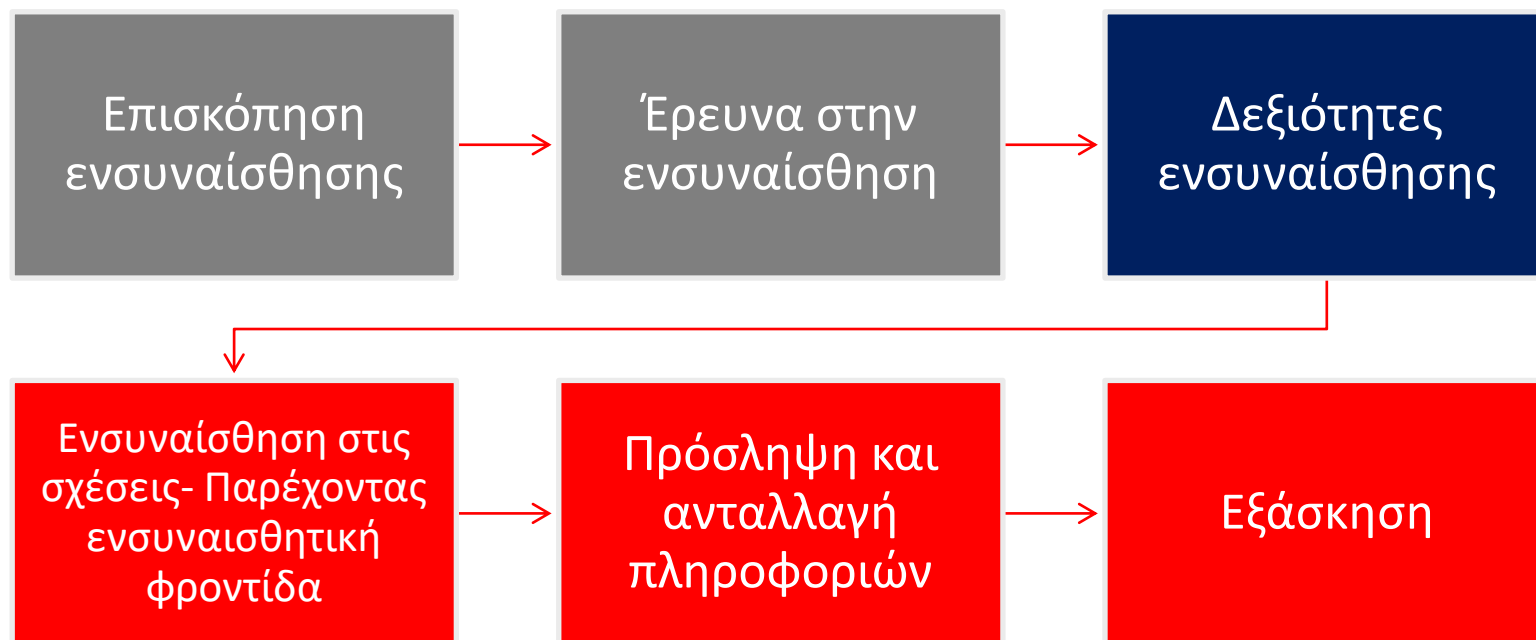 Επισκόπηση
ενσυναίσθησης
Έρευνα στην
ενσυναίσθηση
Δεξιότητες
ενσυναίσθησης
Ενσυναίσθηση στις
σχέσεις- Παρέχοντας
ενσυναισθητική
φροντίδα
Πρόσληψη και
ανταλλαγή
πληροφοριών
Εξάσκηση